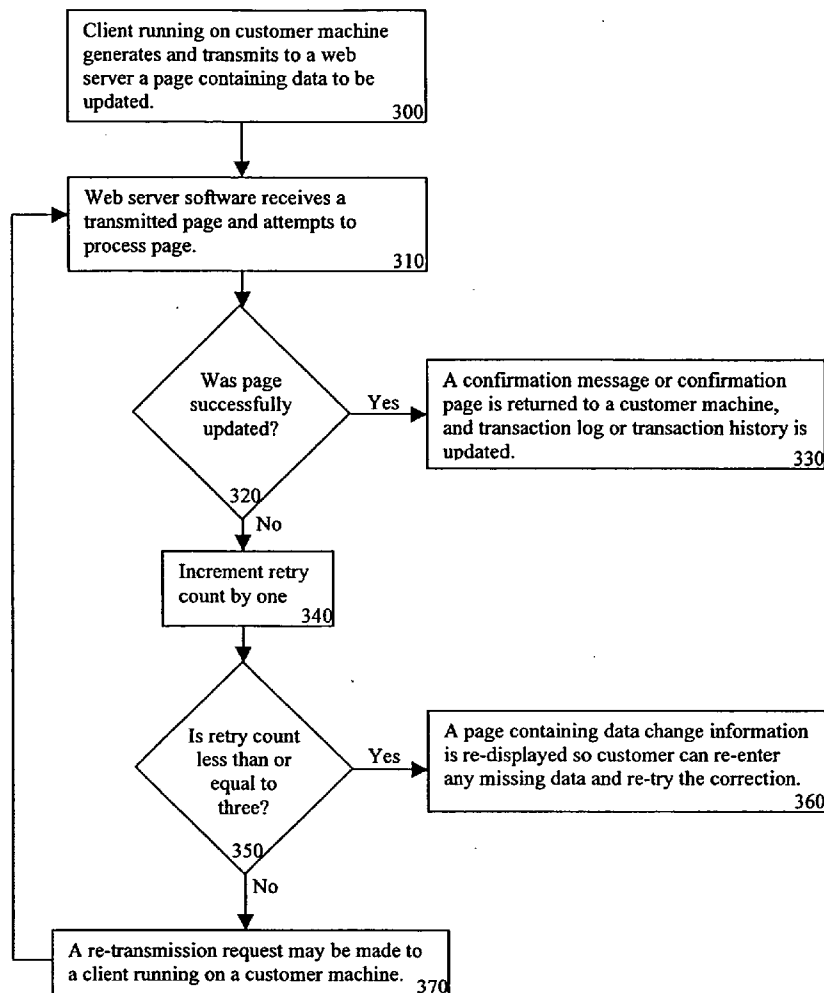 Client running on customer machine
generates and transmits to a web
server a page containing data to be
updated.
300
Web server software receives a
transmitted page and attempts to
process page.
310
Was page
successfully
updated?
320
Yes
A confirmation message or confirmation
page is returned to a customer machine,
and transaction log or transaction history is
updated.
330
No
Increment retry
count by one
340
Is retry count
less than or
equal to
three?
350
Yes
A page containing data change information
is re-displayed so customer can re-enter
any missing data and re-try the correction.
360
No
A re-transmission request may be made to
a client running on a customer machine.
370